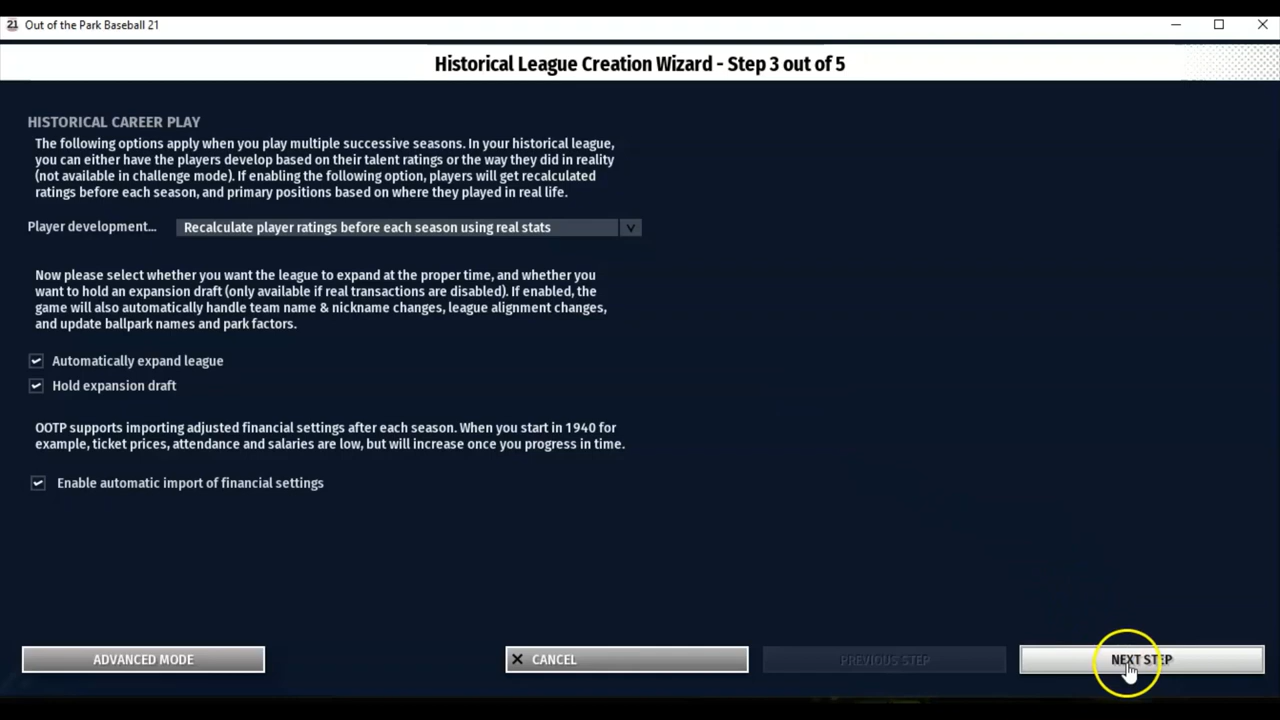 21 Out of the Park Baseball 21
Historical League Creation Wizard - Step 3 out of 5
HISTORICAL CAREER PLAY
The following options apply when you play multiple successive seasons. In your historical league,
you can either have the players develop based on their talent ratings or the way they did in reality
(not available in challenge mode). If enabling the following option, players will get recalculated
ratings before each season, and primary positions based on where they played in real life.
Player development... Recalculate player ratings before each season using real stats
Now please select whether you want the league to expand at the proper time, and whether you
want to hold an expansion draft (only available if real transactions are disabled). If enabled, the
game will also automatically handle team name & nickname changes, league alignment changes,
and update ballpark names and park factors.
Automatically expand league
Hold expansion draft
OOTP supports importing adjusted financial settings after each season. When you start in 1940 for
example, ticket prices, attendance and salaries are low, but will increase once you progress in time.
Enable automatic import of financial settings
ADVANCED MODE CANCEL PREVIOUS STEP NEXT STEP